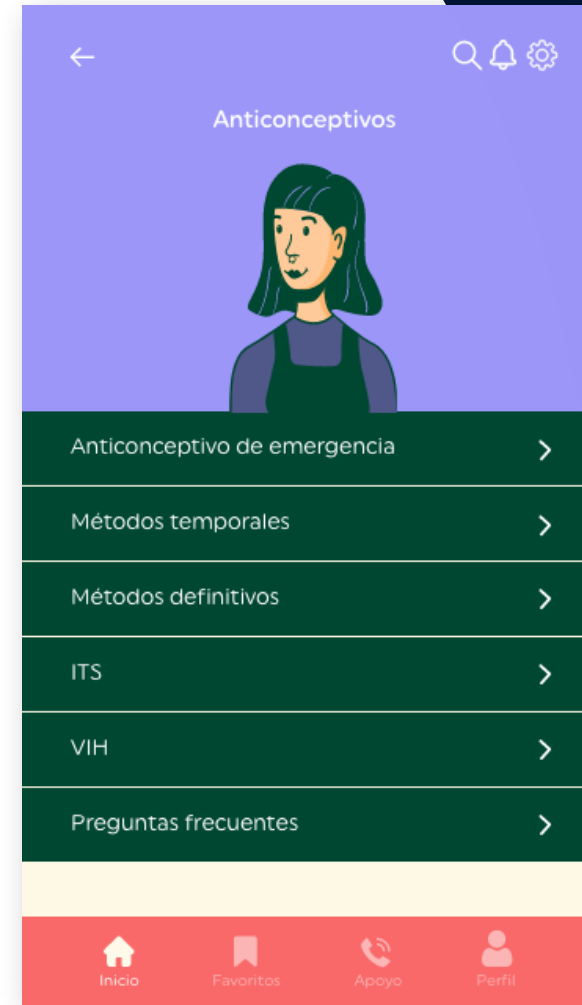 Anticonceptivos
Anticonceptivo de emergencia
Métodos temporales
Métodos definitivos
ITS
VIH
Preguntas frecuentes
Inicio Favoritos Apoyo Perfil